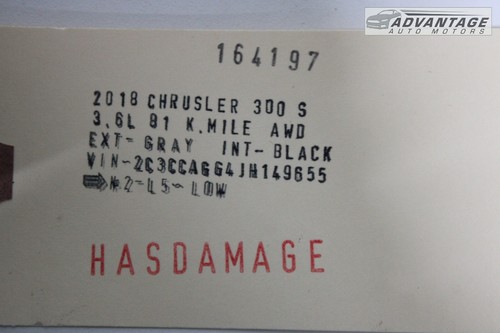 ADVANTAGE
AUTO MOTORS
164197
2018 CHRUSLER 300 S
3.6L 81 K.MILE AWD
EXT-GRAY INT-BLACK
VIN-2C3CCAGG4JH149655
N2-L5-LOW
HASDAMAGE